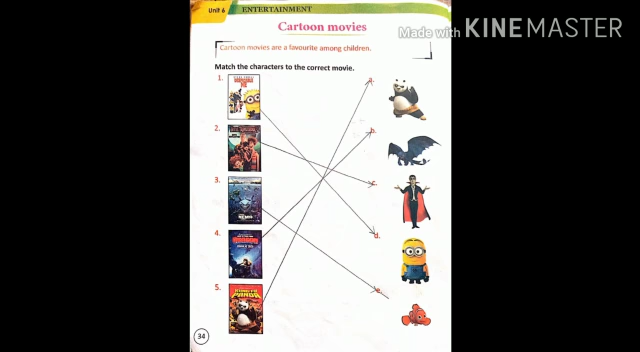 Unit 6 ENTERTAINMENT
Made with KINEMASTER
Cartoon movies
Cartoon movies are a favourite among children.
Match the characters to the correct movie.
1.
a.
2.
b.
3.
c.
4.
d.
5.
PANDA
e.
34